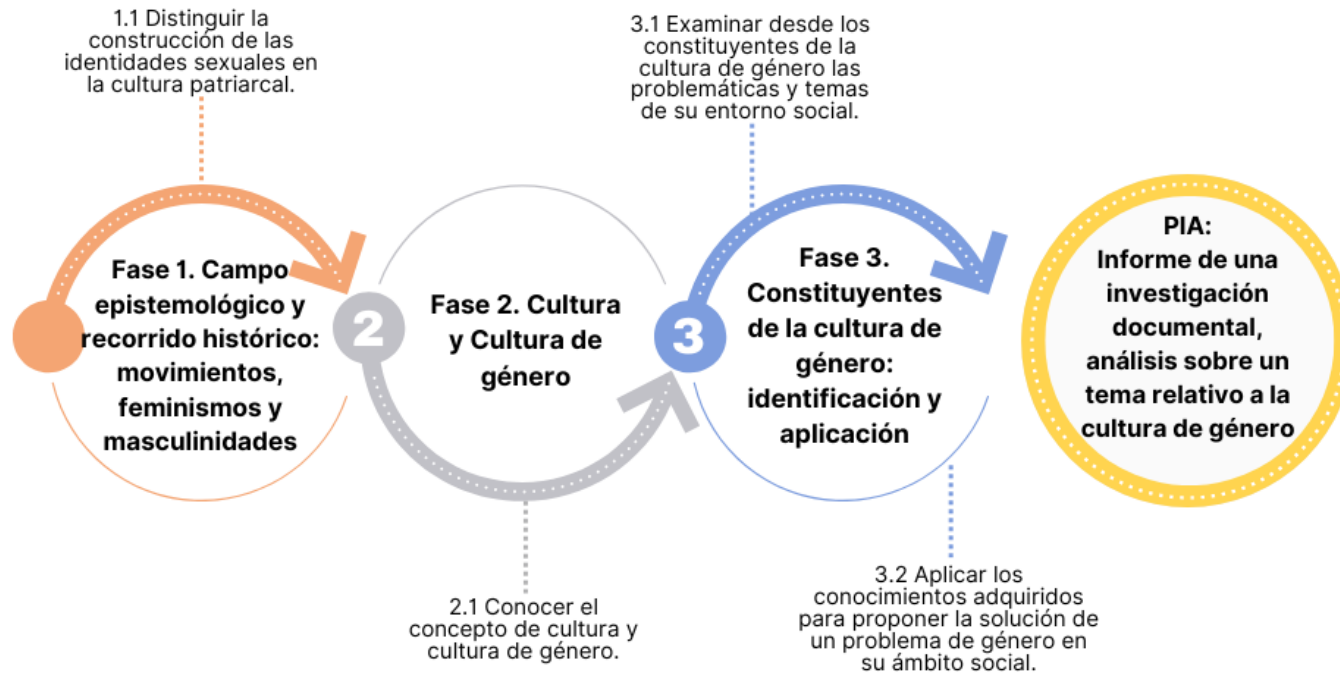 1.1 Distinguir la
construcción de las
identidades sexuales en
la cultura patriarcal.
3.1 Examinar desde los
constituyentes de la
cultura de género las
problemáticas y temas
de su entorno social.
Fase 1. Campo
epistemológico y
recorrido histórico:
movimientos,
feminismos y
masculinidades
2
Fase 2. Cultura
y Cultura de
género
3
Fase 3.
Constituyentes
de la cultura de
género:
identificación y
aplicación
PIA:
Informe de una
investigación
documental,
análisis sobre un
tema relativo a la
cultura de género
2.1 Conocer el
concepto de cultura y
cultura de género.
3.2 Aplicar los
conocimientos adquiridos
para proponer la solución de
un problema de género en
su ámbito social.